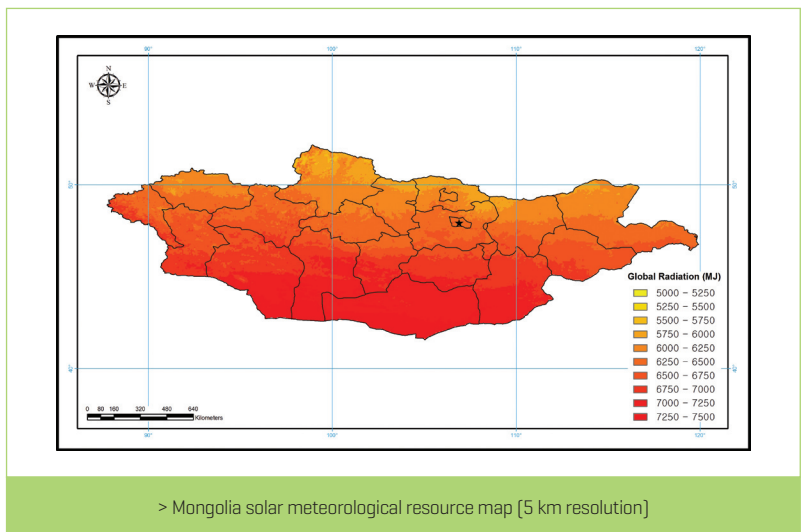 90°
100°
110°
120°
N
W E
S
50°
50°
Global Radiation (MJ)
5000 - 5250
5250 - 5500
5500 - 5750
5750 - 6000
6000 - 6250
6250 - 6500
6500 - 6750
6750 - 7000
7000 - 7250
7250 - 7500
40°
40°
0 80 160 320 480 640
Kilometers
90°
100°
110°
120°
> Mongolia solar meteorological resource map (5 km resolution)